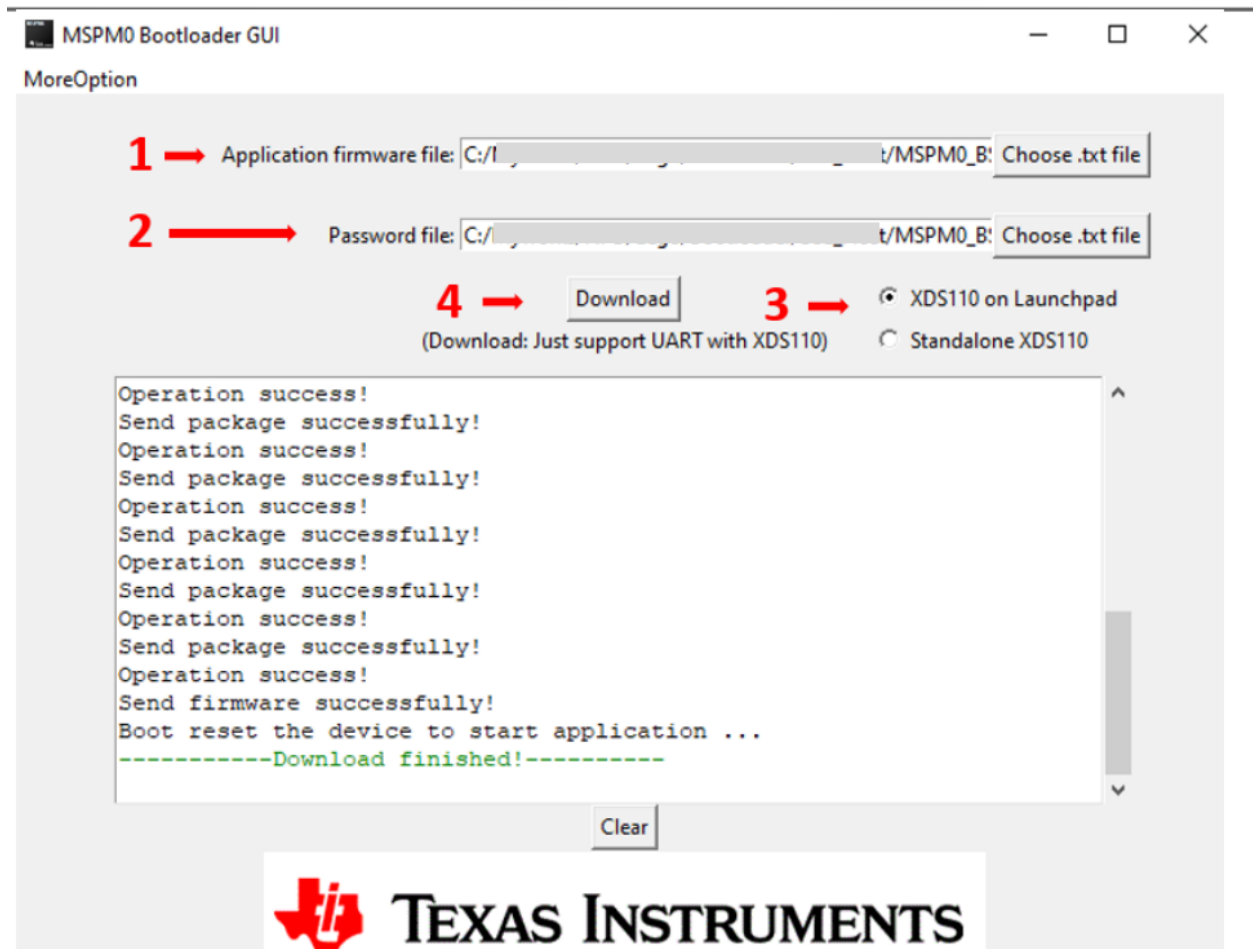 MSPM0 Bootloader GUI
MoreOption
1 Application firmware file: C:/ t/MSPM0_B Choose .txt file
2 Password file: C:/ t/MSPM0_B Choose .txt file
4 Download 3 XDS110 on Launchpad
(Download: Just support UART with XDS110) Standalone XDS110
Operation success!
Send package successfully!
Operation success!
Send package successfully!
Operation success!
Send package successfully!
Operation success!
Send package successfully!
Operation success!
Send package successfully!
Operation success!
Send firmware successfully!
Boot reset the device to start application ...
-----------Download finished!----------
Clear
TEXAS INSTRUMENTS